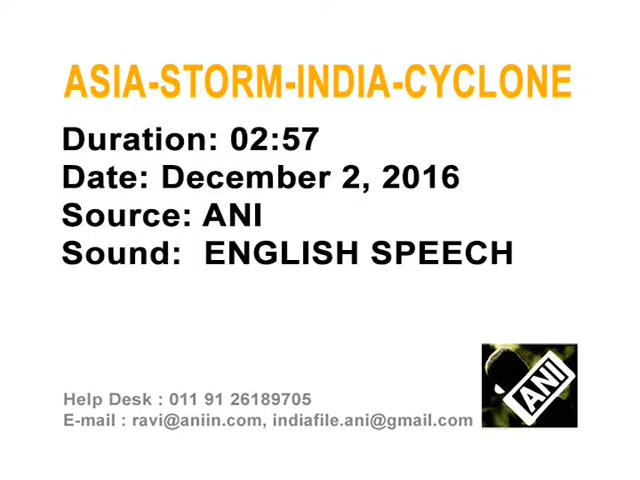 ASIA-STORM-INDIA-CYCLONE
Duration: 02:57
Date: December 2, 2016
Source: ANI
Sound:  ENGLISH SPEECH
Help Desk : 011 91 26189705
E-mail : ravi@aniin.com, indiafile.ani@gmail.com
ANI